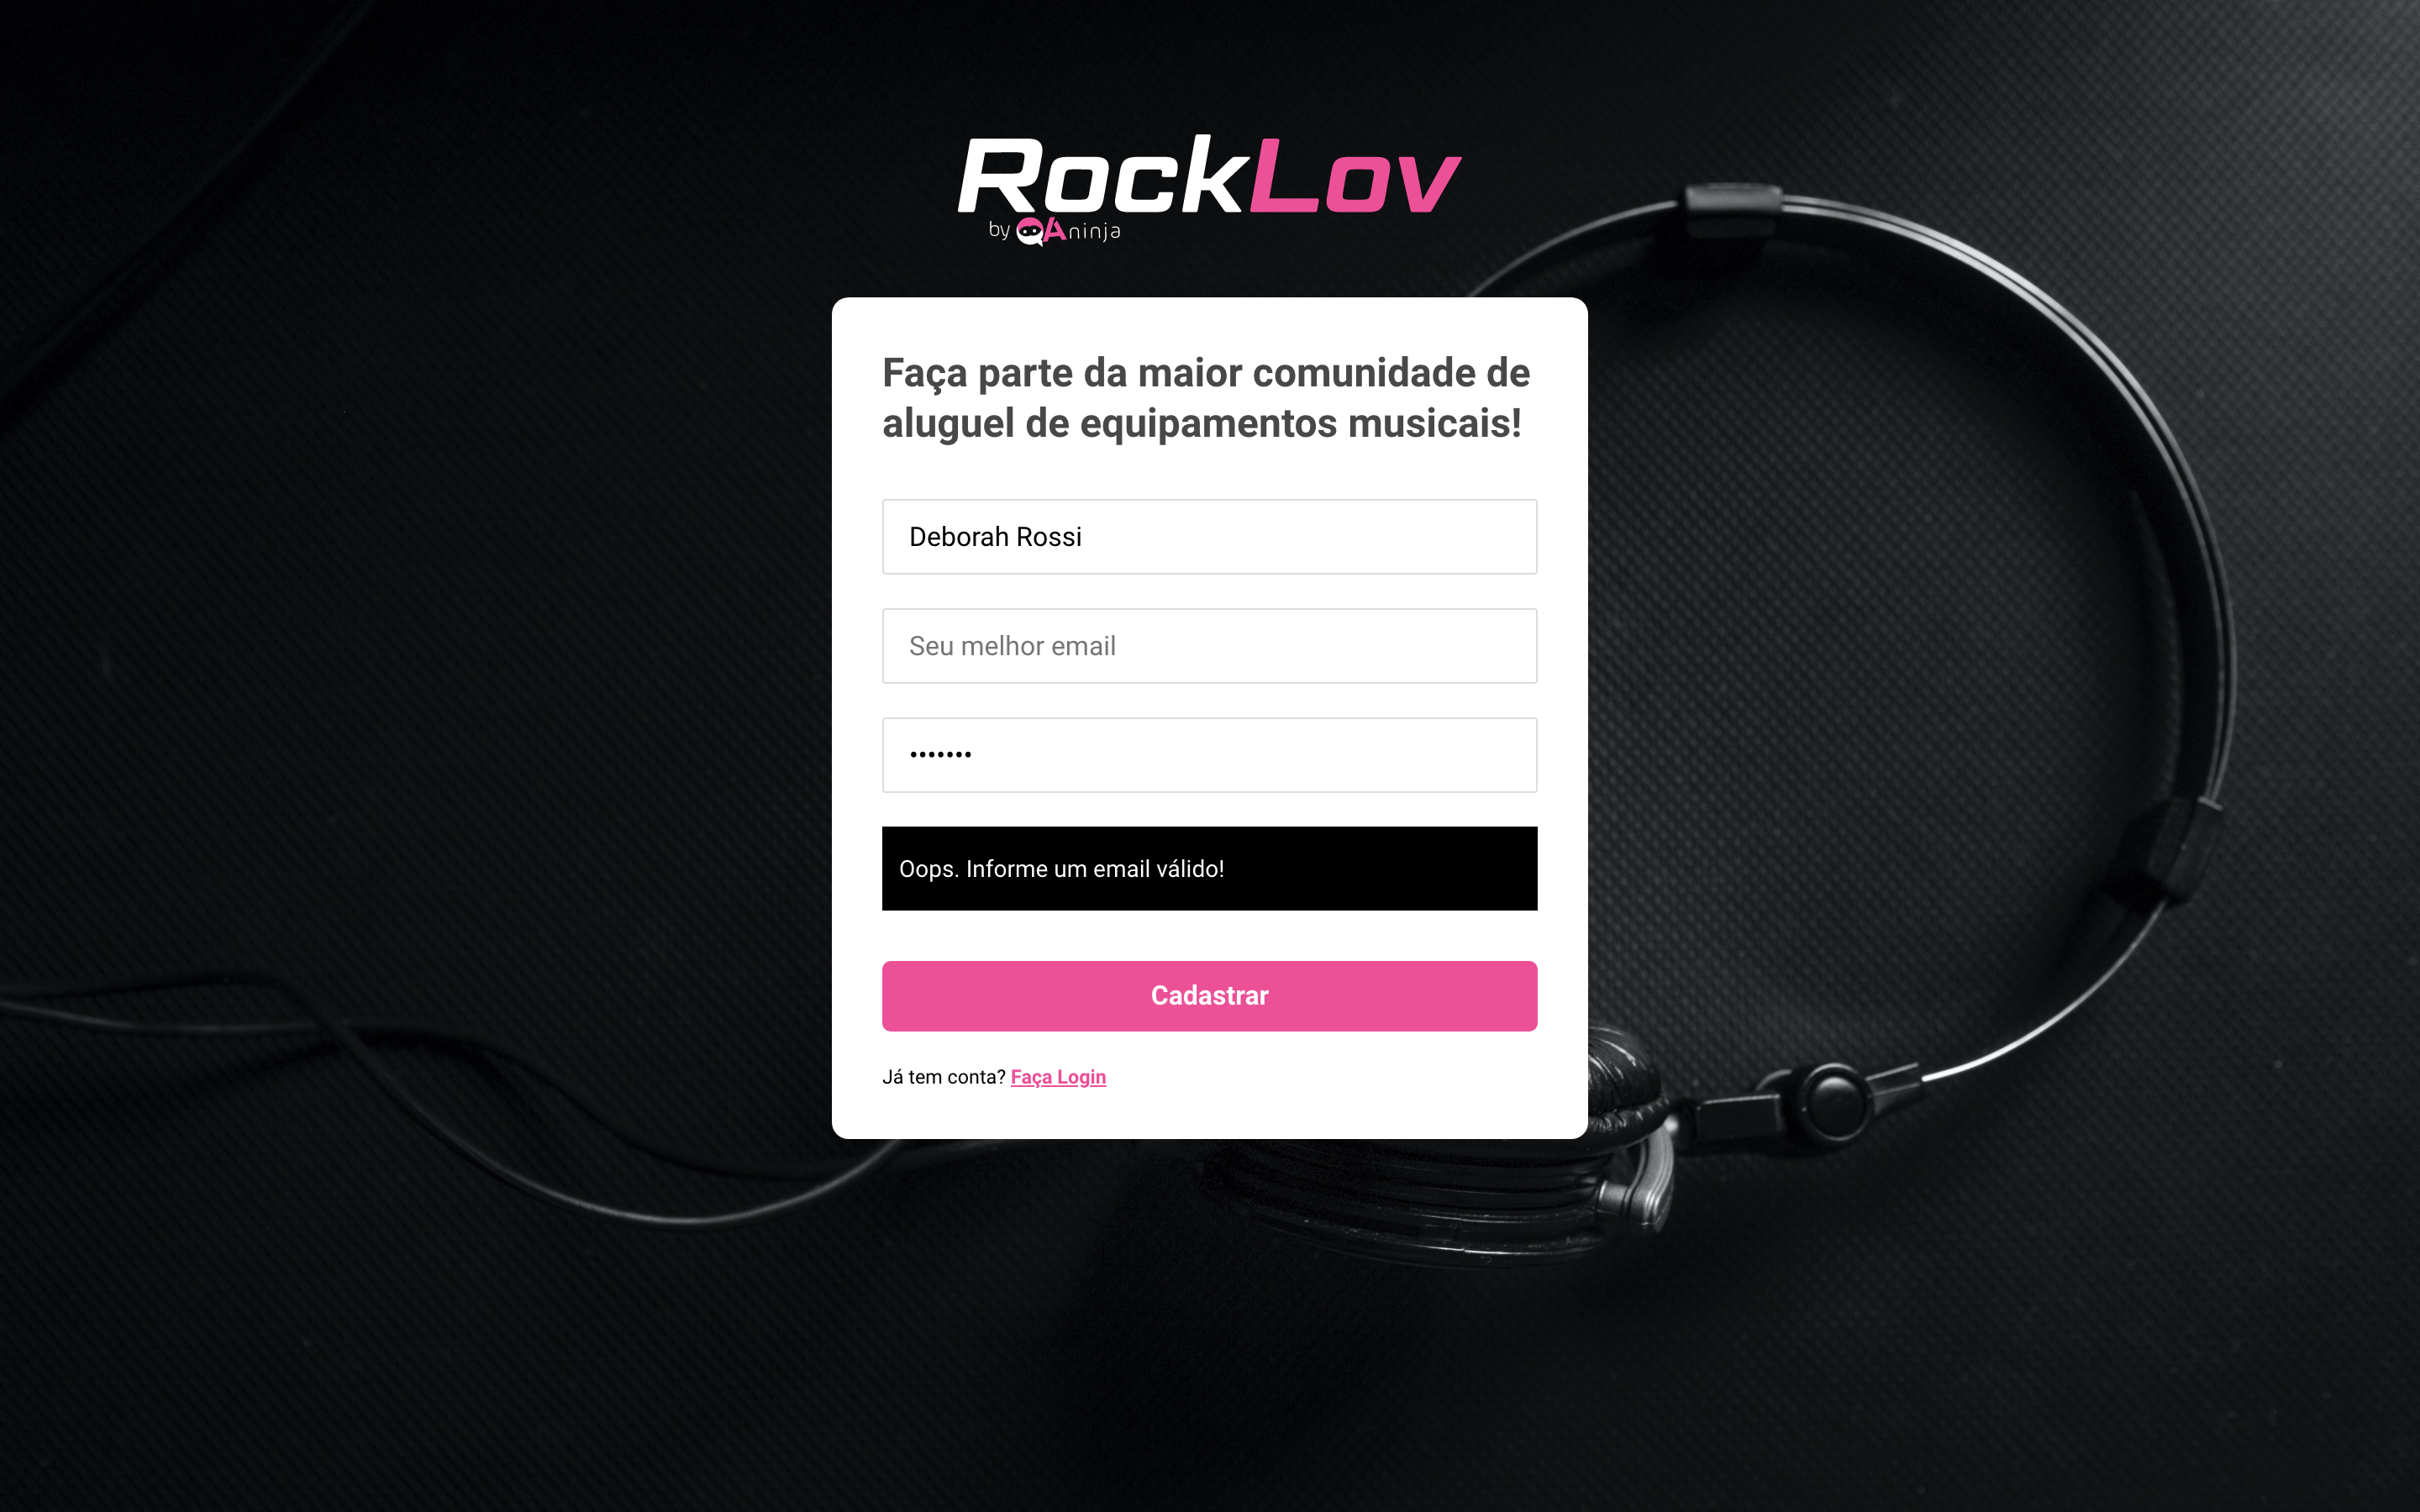 RockLov
by QAninja
Faça parte da maior comunidade de
aluguel de equipamentos musicais!
Deborah Rossi
Seu melhor email
•••••••
Oops. Informe um email válido!
Cadastrar
Já tem conta? Faça Login